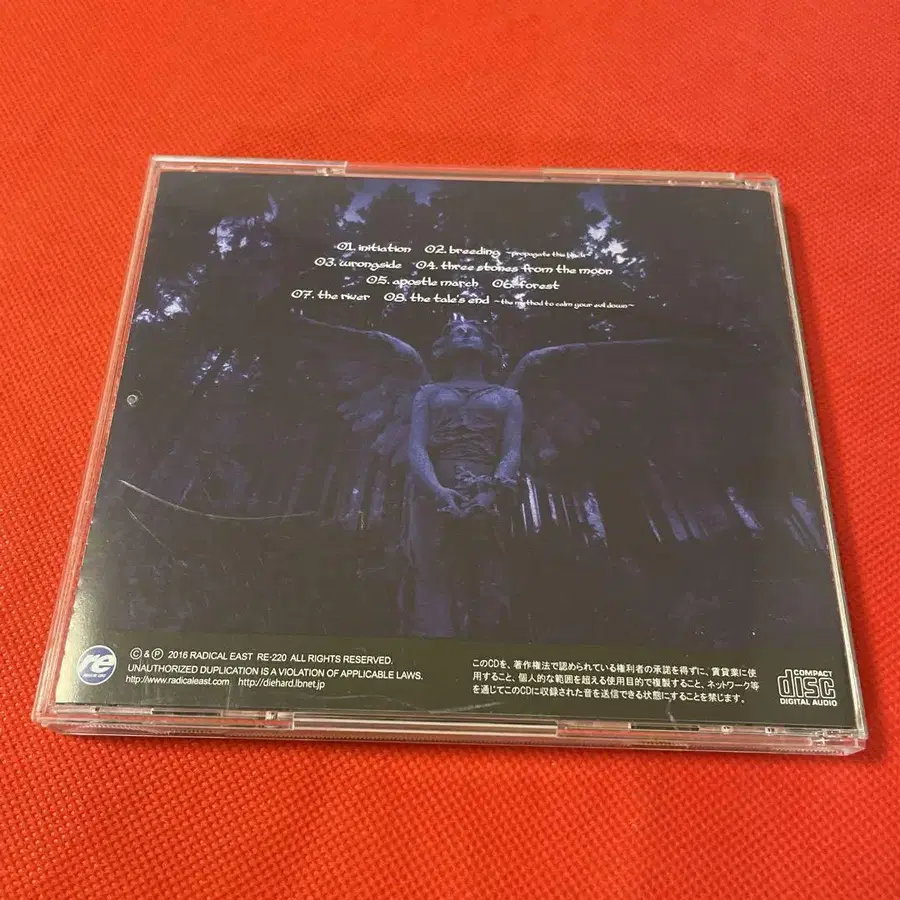 01. initiation 02. breeding ~propagate this
03. wrongside 04. three stones from the moon
05. apostle march 06. forest
07. the river 08. the tale's end ~the method to calm your evil down~
re
Ⓒ & Ⓟ 2016 RADICAL EAST RE-220 ALL RIGHTS RESERVED.
UNAUTHORIZED DUPLICATION IS A VIOLATION OF APPLICABLE LAWS.
http://www.radicaleast.com http://diehard.lbnet.jp
このCDを、著作権法で認められている権利者の承諾を得ずに、賃貸業に使
用すること、個人的な範囲を超える使用目的で複製すること、ネットワーク等
を通じてこのCDに収録された音を送信できる状態にすることを禁じます。
COMPACT
disc
DIGITAL AUDIO